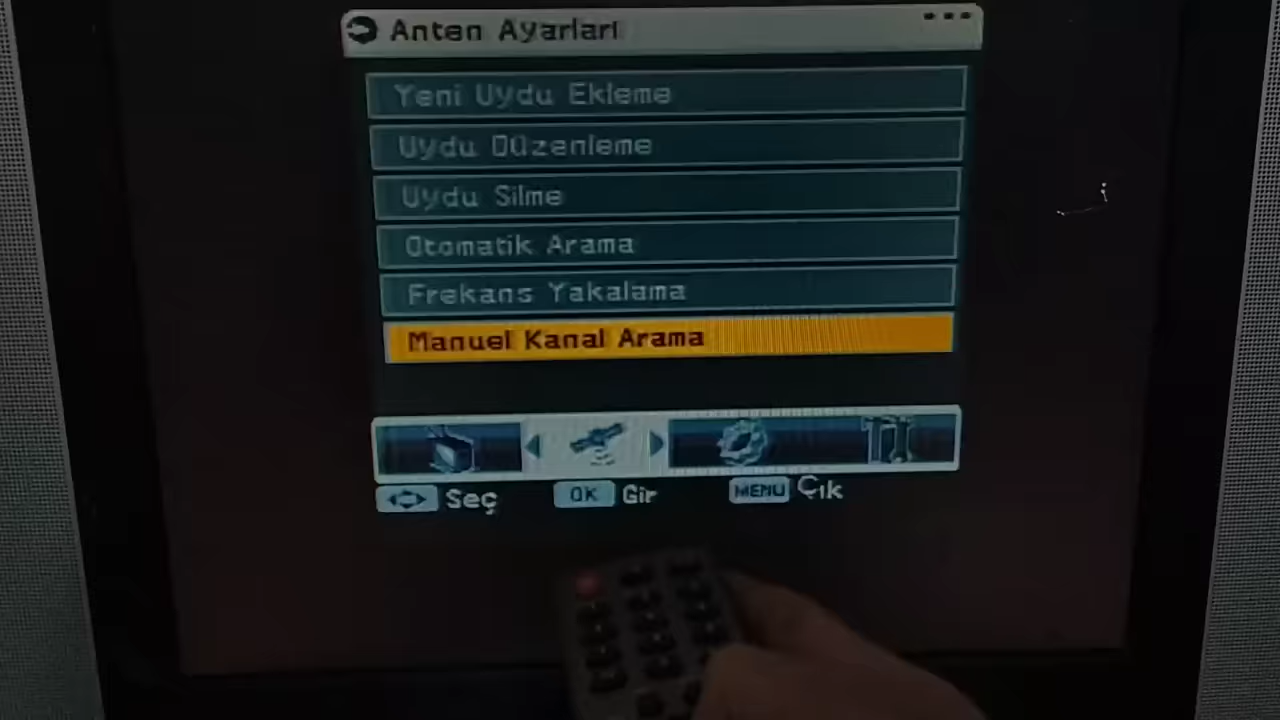 Anten Ayarları
Yeni Uydu Ekleme
Uydu Düzenleme
Uydu Silme
Otomatik Arama
Frekans Yakalama
Manuel Kanal Arama
Seç OK Gir MENU Çık